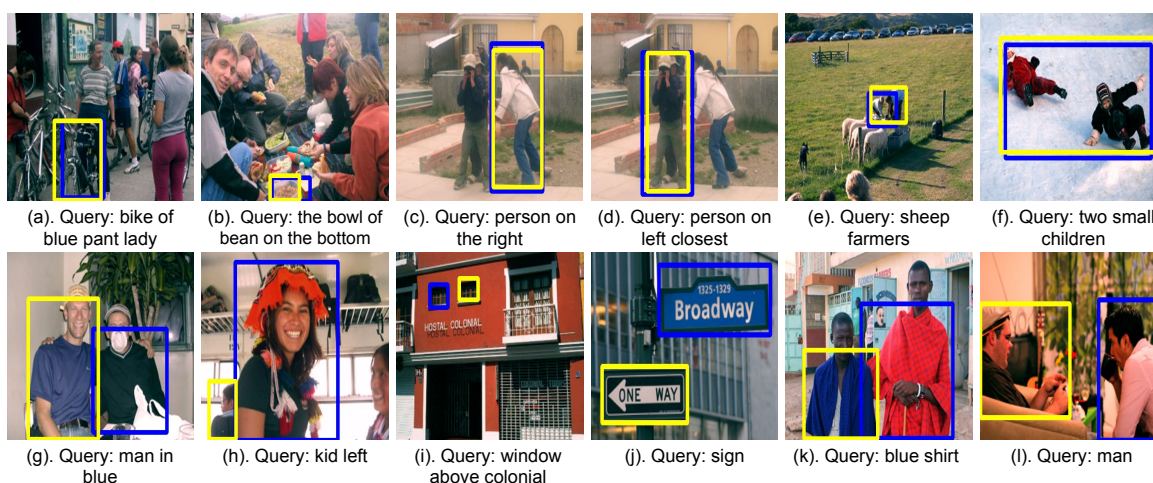 (a). Query: bike of
blue pant lady
(b). Query: the bowl of
bean on the bottom
(c). Query: person on
the right
(d). Query: person on
left closest
(e). Query: sheep
farmers
(f). Query: two small
children
HOSTAL COLONIAL
1325-1329
Broadway
ONE WAY
(g). Query: man in
blue
(h). Query: kid left
(i). Query: window
above colonial
(j). Query: sign
(k). Query: blue shirt
(l). Query: man